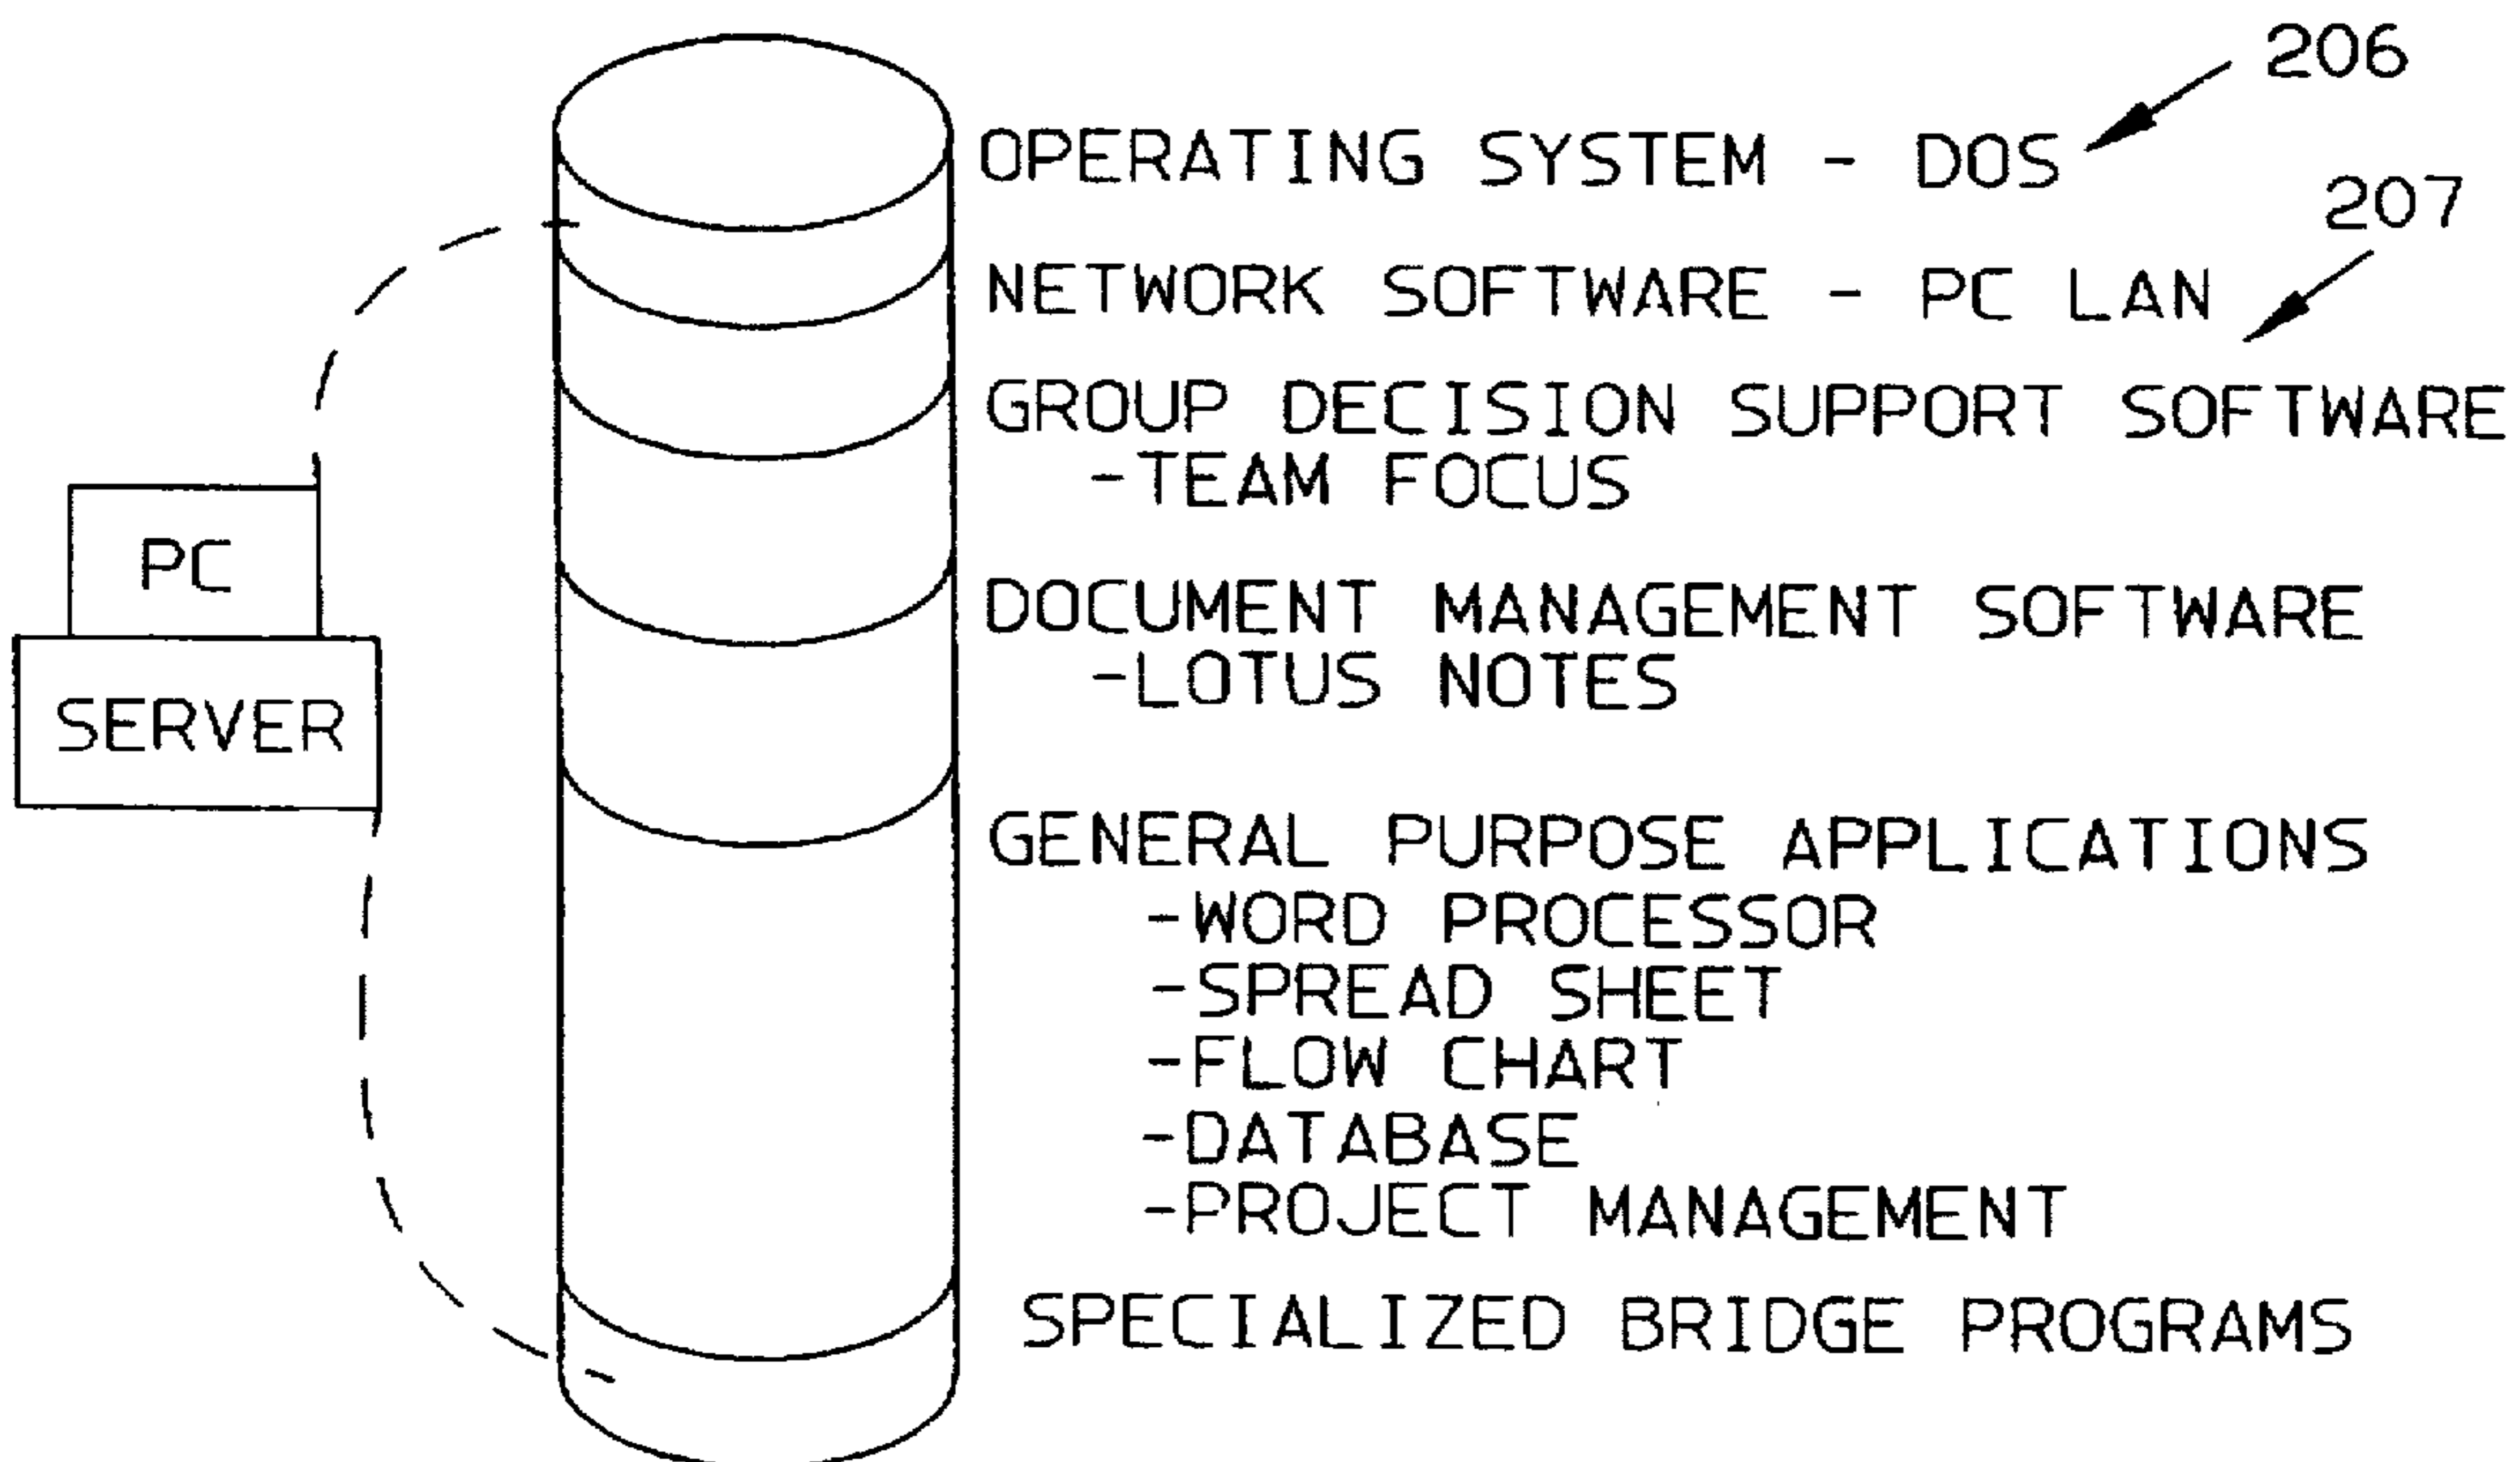 206
OPERATING SYSTEM - DOS
207
NETWORK SOFTWARE - PC LAN
GROUP DECISION SUPPORT SOFTWARE
-TEAM FOCUS
PC
DOCUMENT MANAGEMENT SOFTWARE
-LOTUS NOTES
SERVER
GENERAL PURPOSE APPLICATIONS
-WORD PROCESSOR
-SPREAD SHEET
-FLOW CHART
-DATABASE
-PROJECT MANAGEMENT
SPECIALIZED BRIDGE PROGRAMS